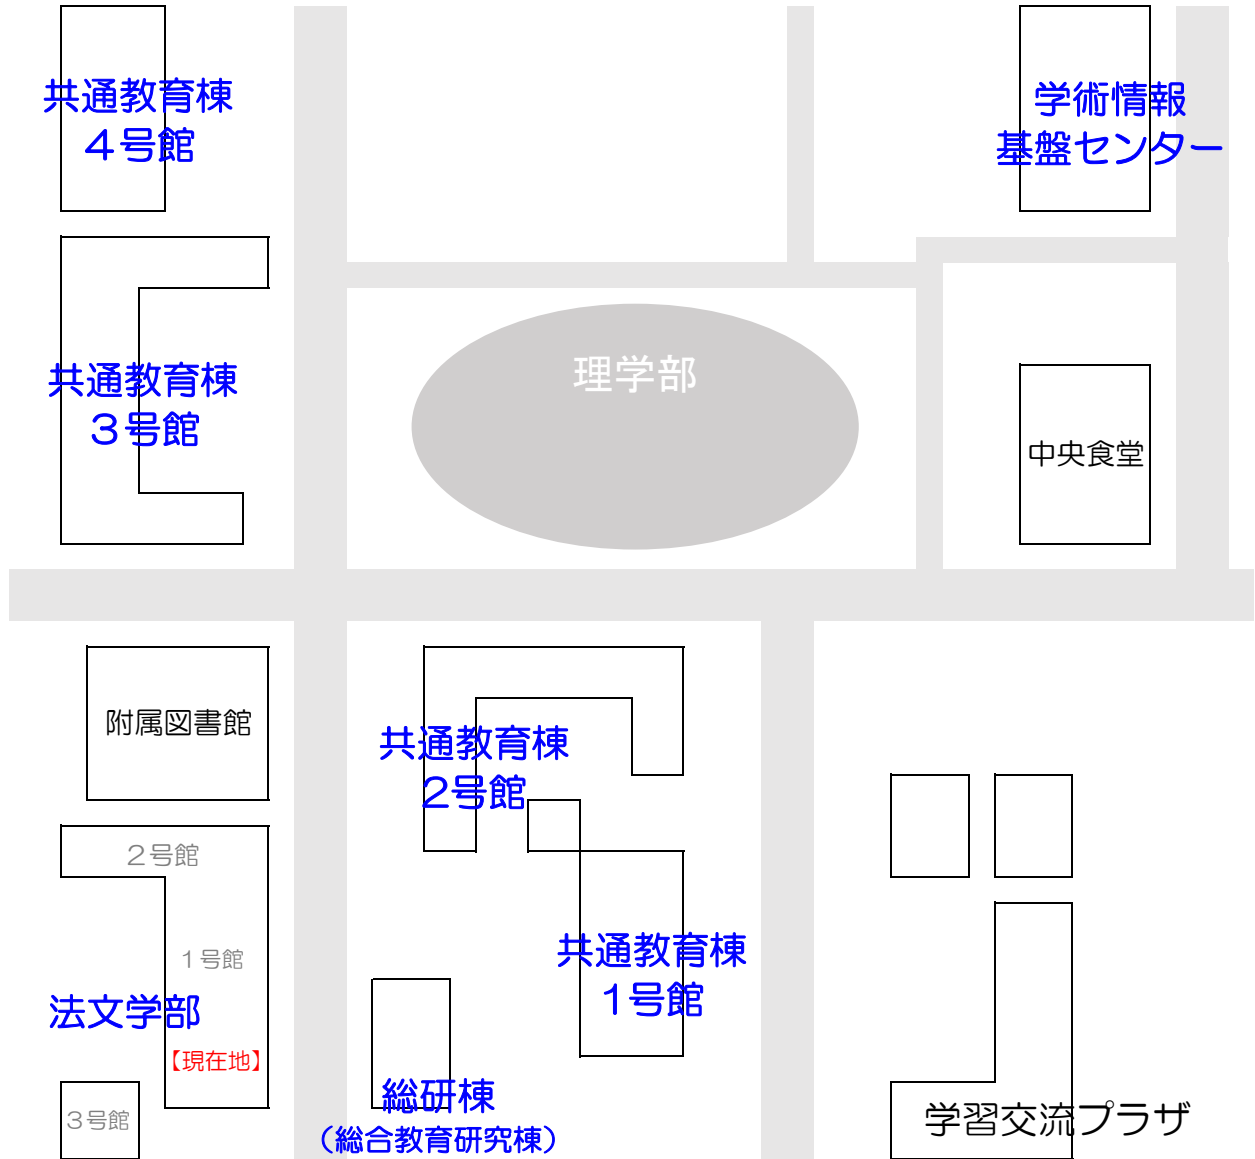 共通教育棟
４号館
学術情報
基盤センター
理学部
共通教育棟
３号館
中央食堂
附属図書館
共通教育棟
２号館
２号館
１号館
共通教育棟
１号館
法文学部
【現在地】
３号館
総研棟
（総合教育研究棟）
学習交流プラザ